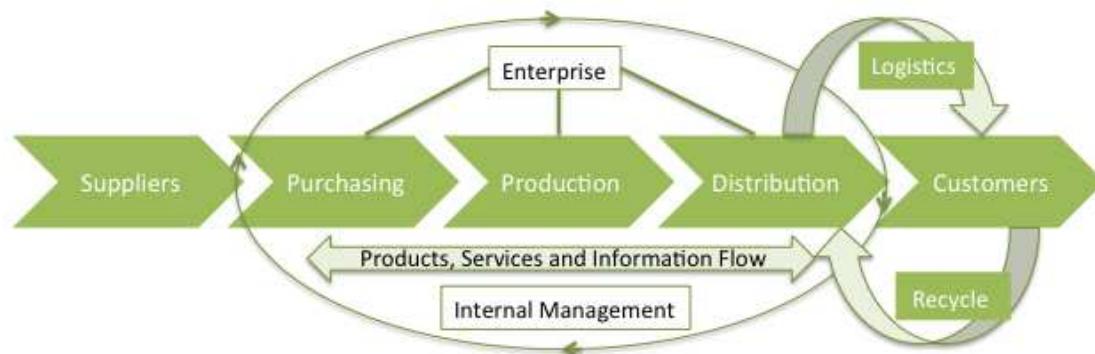 Enterprise
Logistics
Suppliers
Purchasing
Production
Distribution
Customers
Products, Services and Information Flow
Internal Management
Recycle